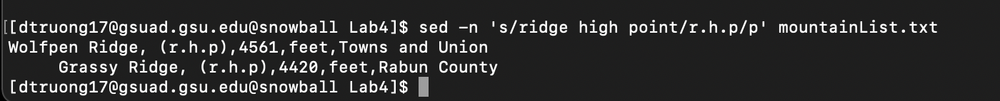 [[dtruong17@gsuad.gsu.edu@snowball Lab4]$ sed -n 's/ridge high point/r.h.p/p' mountainList.txt
Wolfpen Ridge, (r.h.p),4561,feet,Towns and Union
     Grassy Ridge, (r.h.p),4420,feet,Rabun County
[dtruong17@gsuad.gsu.edu@snowball Lab4]$